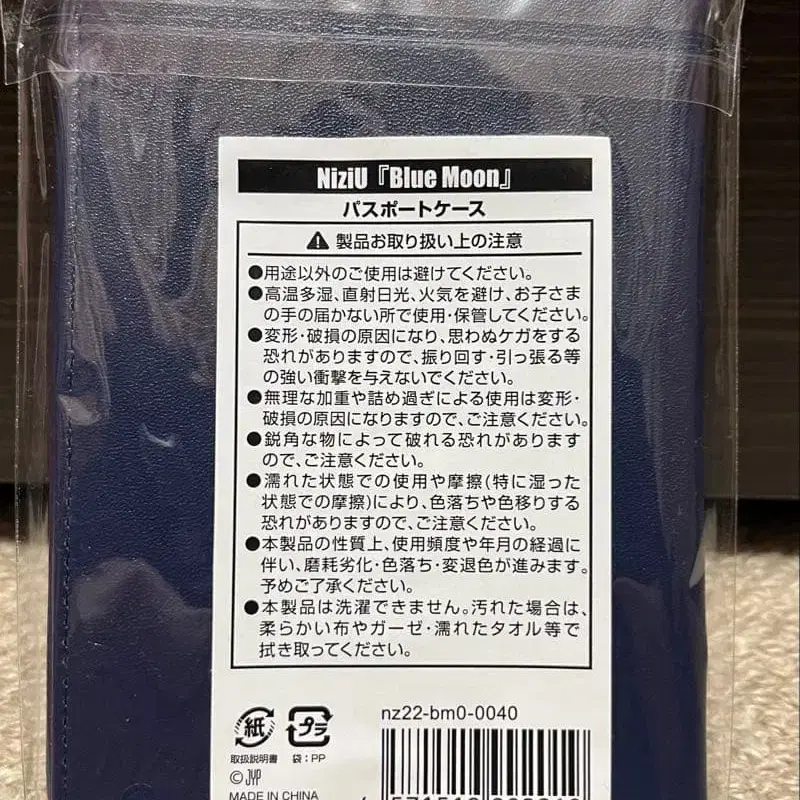 NiziU『Blue Moon』
パスポートケース
⚠ 製品お取り扱い上の注意
●用途以外のご使用は避けてください。
●高温多湿、直射日光、火気を避け、お子さま
の手の届かない所で使用・保管してください。
●変形・破損の原因になり、思わぬケガをする
恐れがありますので、振り回す・引っ張る等
の強い衝撃を与えないでください。
●無理な加重や詰め過ぎによる使用は変形・
破損の原因になりますので、ご注意ください。
●鋭角な物によって破れる恐れがあります
ので、ご注意ください。
●濡れた状態での使用や摩擦(特に湿った
状態での摩擦)により、色落ちや色移りする
恐れがありますので、ご注意ください。
●本製品の性質上、使用頻度や年月の経過に
伴い、磨耗劣化・色落ち・変退色が進みます。
予めご了承ください。
●本製品は洗濯できません。汚れた場合は、
柔らかい布やガーゼ・濡れたタオル等で
拭き取ってください。
nz22-bm0-0040
紙 プラ
取扱説明書 袋:PP
©JYP
MADE IN CHINA